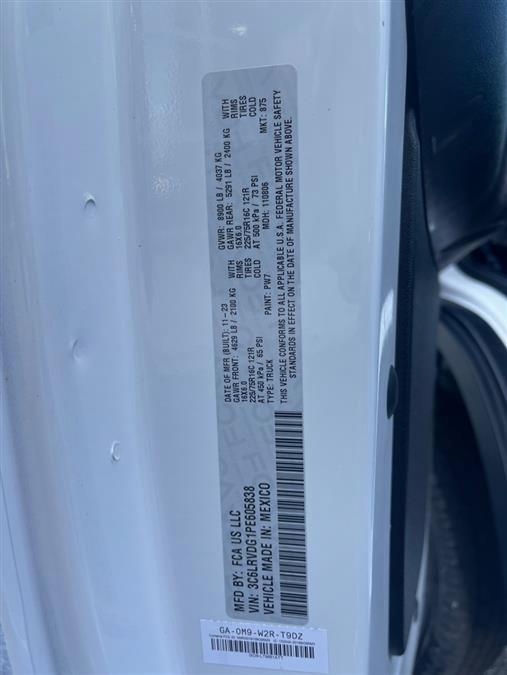 MFD BY: FCA US LLC
DATE OF MFR (BUILT): 11-23
GVWR: 8900 LB / 4037 KG
GAWR FRONT: 4629 LB / 2100 KG WITH
GAWR REAR: 5291 LB / 2400 KG WITH
16X6.0 RIMS
16X6.0 RIMS
225/75R16C 121R TIRES
225/75R16C 121R TIRES
AT 450 kPa / 65 PSI COLD
AT 500 kPa / 73 PSI COLD
VIN: 3C6LRVDG1PE605838
TYPE: TRUCK
PAINT: PW7
MDH: 110806
MKT: 875
VEHICLE MADE IN: MEXICO
THIS VEHICLE CONFORMS TO ALL APPLICABLE U.S.A. FEDERAL MOTOR VEHICLE SAFETY
STANDARDS IN EFFECT ON THE DATE OF MANUFACTURE SHOWN ABOVE.
GA-0M9-W2R-T9DZ